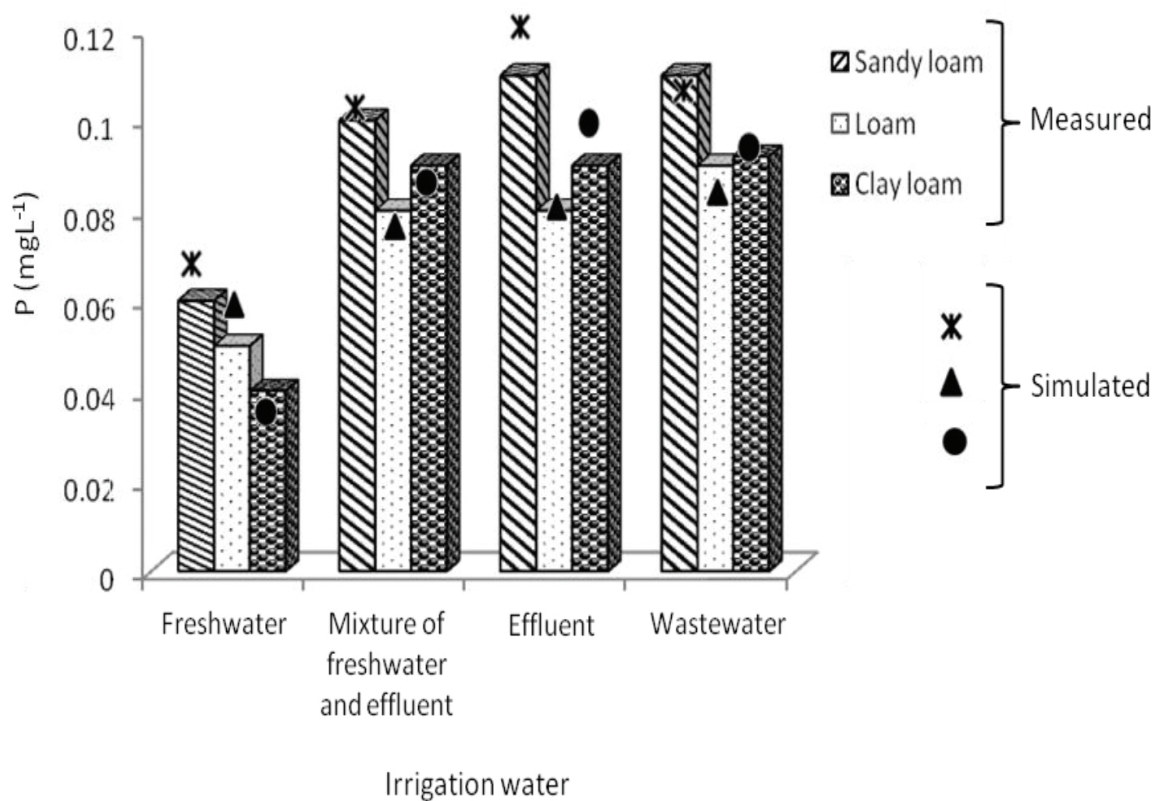 P (mgL⁻¹)
0.12
0.1
0.08
0.06
0.04
0.02
0
Freshwater
Mixture of
freshwater
and effluent
Effluent
Wastewater
Irrigation water
Sandy loam
Loam
Clay loam
Measured
Simulated